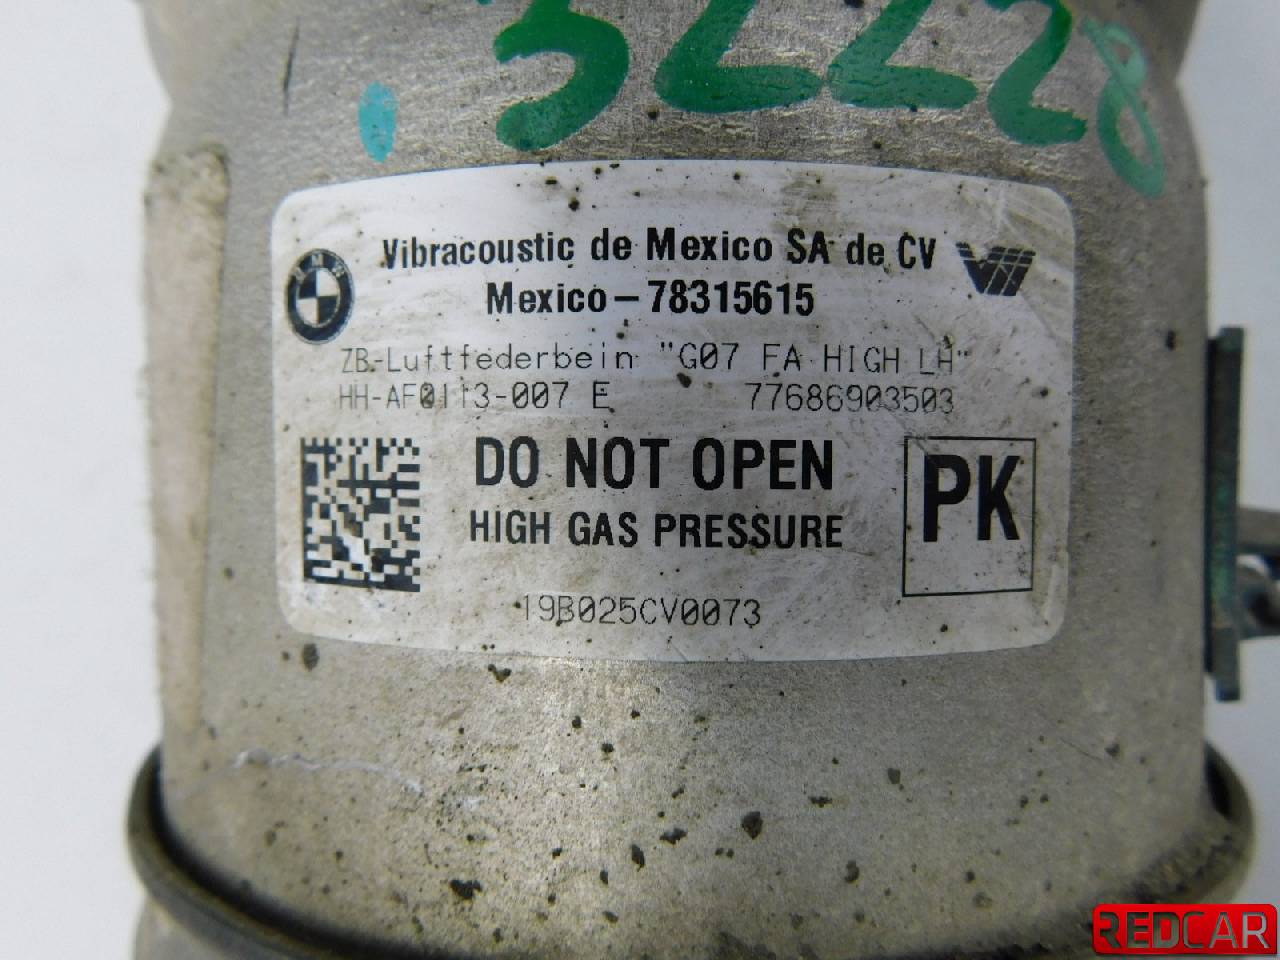 32228
BMW
Vibracoustic de Mexico SA de CV
Mexico-78315615
ZB-Luftfederbein "G07 FA HIGH LH"
HH-AF0113-007 E 77686903503
DO NOT OPEN
HIGH GAS PRESSURE
PK
19B025CV0073
REDCAR